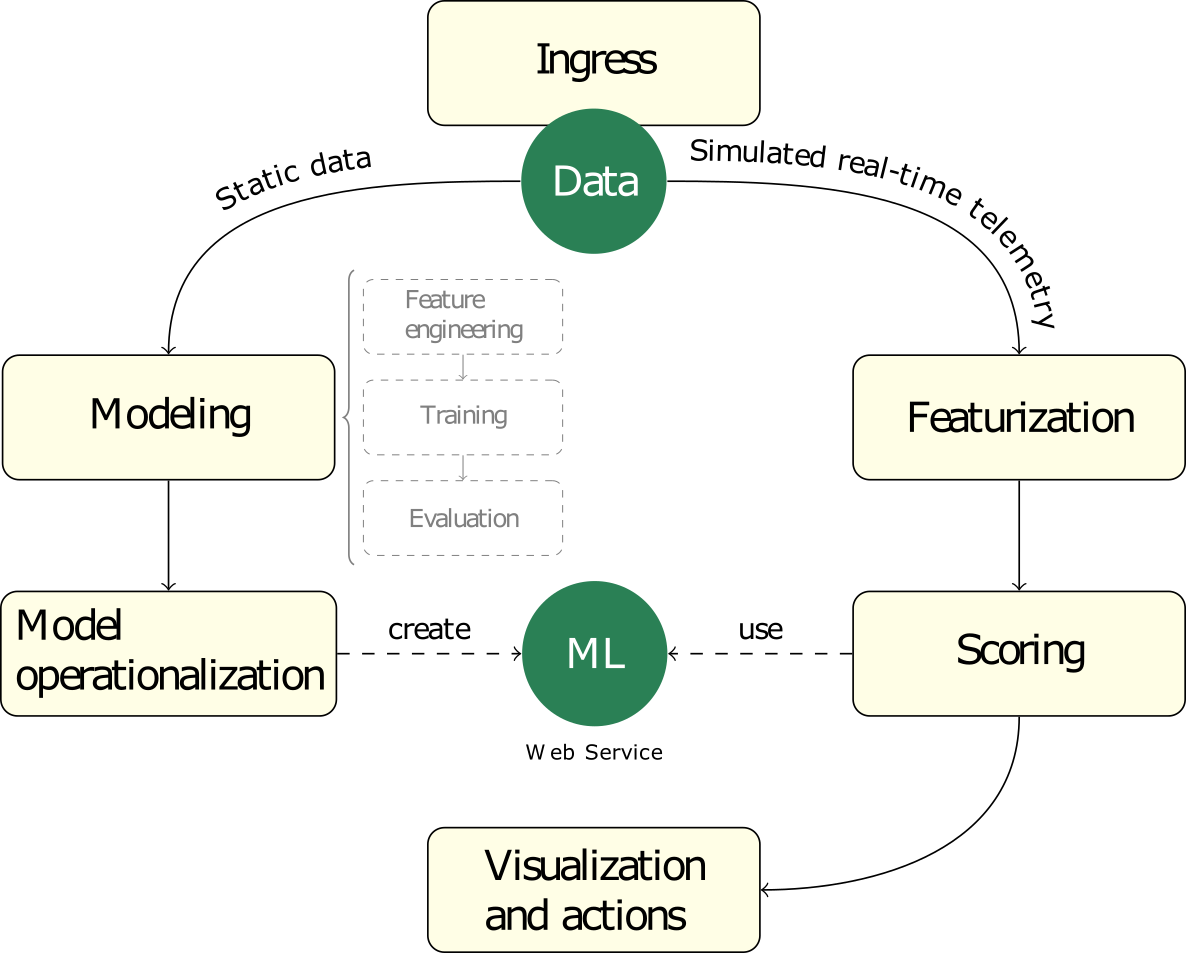 Ingress
Data
Static data
Simulated real-time telemetry
Feature
engineering
Training
Evaluation
Modeling
Featurization
Model
operationalization
create
ML
use
Scoring
Web Service
Visualization
and actions